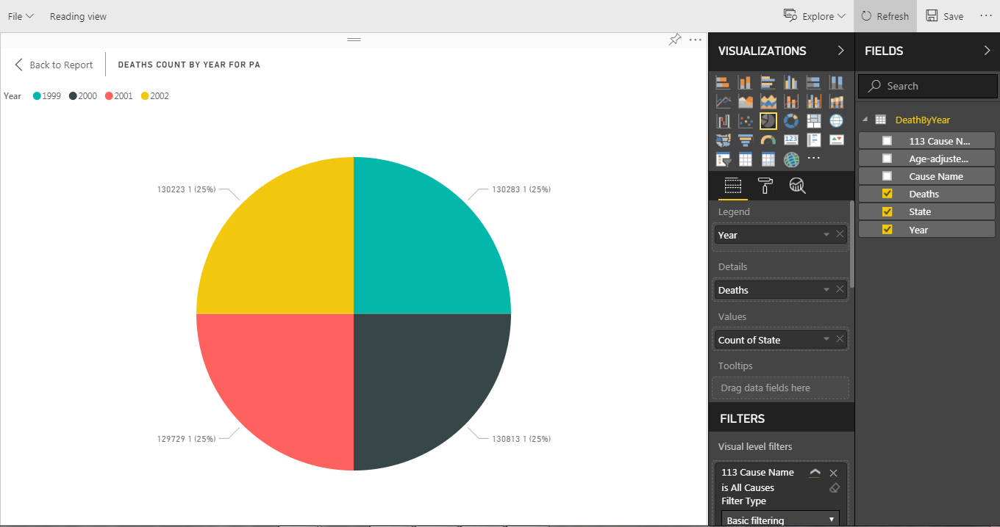 File Reading view Explore Refresh Save ...
Back to Report DEATHS COUNT BY YEAR FOR PA
Year 1999 2000 2001 2002
130223 1 (25%) 130283 1 (25%)
129729 1 (25%) 130813 1 (25%)
VISUALIZATIONS
123
...
Legend
Year
Details
Deaths
Values
Count of State
Tooltips
Drag data fields here
FILTERS
Visual level filters
113 Cause Name
is All Causes
Filter Type
Basic filtering
FIELDS
Search
DeathByYear
113 Cause N...
Age-adjuste...
Cause Name
Deaths
State
Year